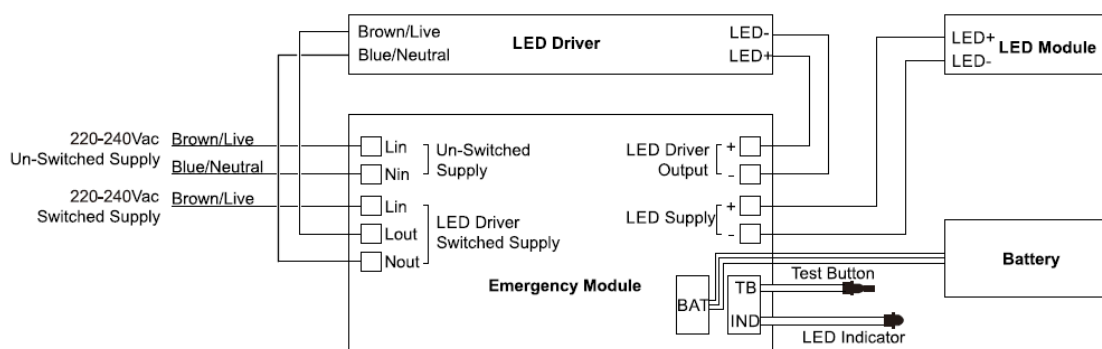 Brown/Live
Blue/Neutral
LED Driver
LED-
LED+
LED+
LED-
LED Module
220-240Vac
Un-Switched Supply
Brown/Live
Blue/Neutral
220-240Vac
Switched Supply
Brown/Live
Lin
Nin
Un-Switched
Supply
Lin
Lout
Nout
LED Driver
Switched Supply
LED Driver
Output
+
-
LED Supply
+
-
Emergency Module
BAT
TB
IND
Test Button
LED Indicator
Battery